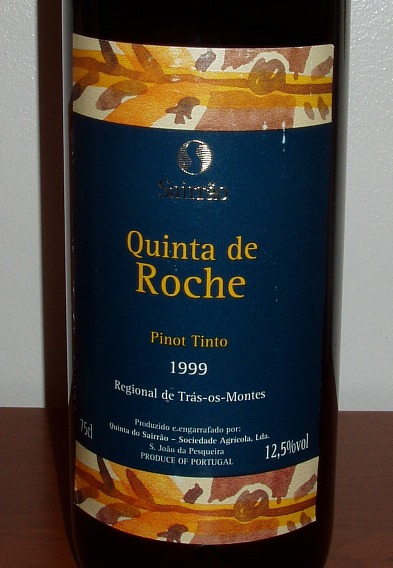 Sairrão
Quinta de
Roche
Pinot Tinto
1999
Regional de Trás-os-Montes
Produzido e engarrafado por:
Quinta do Sairrão – Sociedade Agrícola, Lda.
S. João da Pesqueira
PRODUCE OF PORTUGAL
75cl
12,5%vol